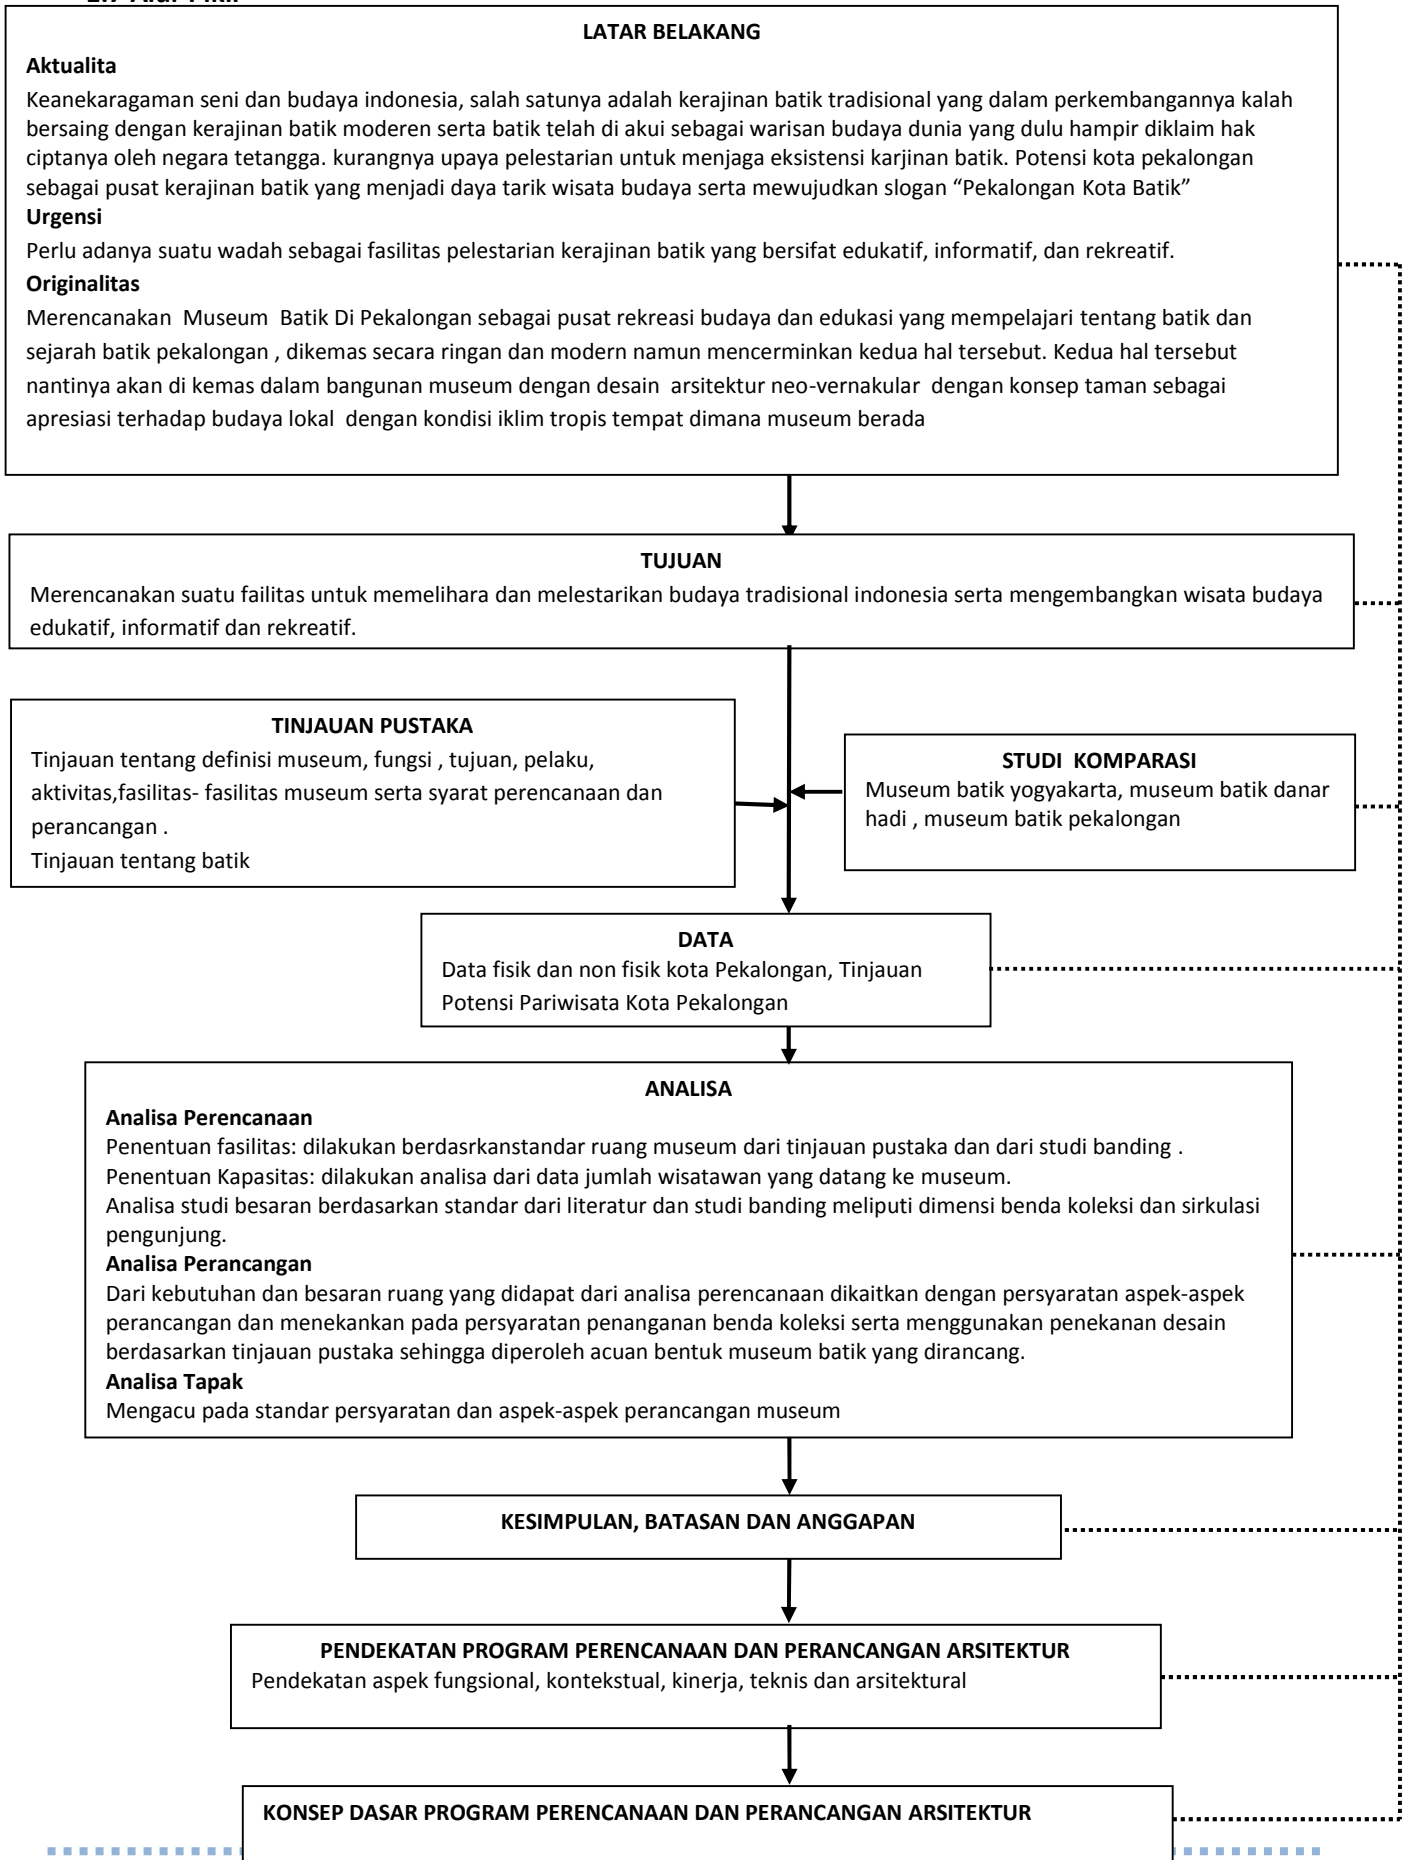 LATAR BELAKANG
Aktualita
Keanekaragaman seni dan budaya indonesia, salah satunya adalah kerajinan batik tradisional yang dalam perkembangannya kalah
bersaing dengan kerajinan batik moderen serta batik telah di akui sebagai warisan budaya dunia yang dulu hampir diklaim hak
ciptanya oleh negara tetangga. kurangnya upaya pelestarian untuk menjaga eksistensi karjinan batik. Potensi kota pekalongan
sebagai pusat kerajinan batik yang menjadi daya tarik wisata budaya serta mewujudkan slogan “Pekalongan Kota Batik”
Urgensi
Perlu adanya suatu wadah sebagai fasilitas pelestarian kerajinan batik yang bersifat edukatif, informatif, dan rekreatif.
Originalitas
Merencanakan Museum Batik Di Pekalongan sebagai pusat rekreasi budaya dan edukasi yang mempelajari tentang batik dan
sejarah batik pekalongan , dikemas secara ringan dan modern namun mencerminkan kedua hal tersebut. Kedua hal tersebut
nantinya akan di kemas dalam bangunan museum dengan desain arsitektur neo-vernakular dengan konsep taman sebagai
apresiasi terhadap budaya lokal dengan kondisi iklim tropis tempat dimana museum berada
TUJUAN
Merencanakan suatu failitas untuk memelihara dan melestarikan budaya tradisional indonesia serta mengembangkan wisata budaya
edukatif, informatif dan rekreatif.
TINJAUAN PUSTAKA
Tinjauan tentang definisi museum, fungsi , tujuan, pelaku,
aktivitas,fasilitas- fasilitas museum serta syarat perencanaan dan
perancangan .
Tinjauan tentang batik
STUDI KOMPARASI
Museum batik yogyakarta, museum batik danar
hadi , museum batik pekalongan
DATA
Data fisik dan non fisik kota Pekalongan, Tinjauan
Potensi Pariwisata Kota Pekalongan
ANALISA
Analisa Perencanaan
Penentuan fasilitas: dilakukan berdasrkanstandar ruang museum dari tinjauan pustaka dan dari studi banding .
Penentuan Kapasitas: dilakukan analisa dari data jumlah wisatawan yang datang ke museum.
Analisa studi besaran berdasarkan standar dari literatur dan studi banding meliputi dimensi benda koleksi dan sirkulasi
pengunjung.
Analisa Perancangan
Dari kebutuhan dan besaran ruang yang didapat dari analisa perencanaan dikaitkan dengan persyaratan aspek-aspek
perancangan dan menekankan pada persyaratan penanganan benda koleksi serta menggunakan penekanan desain
berdasarkan tinjauan pustaka sehingga diperoleh acuan bentuk museum batik yang dirancang.
Analisa Tapak
Mengacu pada standar persyaratan dan aspek-aspek perancangan museum
KESIMPULAN, BATASAN DAN ANGGAPAN
PENDEKATAN PROGRAM PERENCANAAN DAN PERANCANGAN ARSITEKTUR
Pendekatan aspek fungsional, kontekstual, kinerja, teknis dan arsitektural
KONSEP DASAR PROGRAM PERENCANAAN DAN PERANCANGAN ARSITEKTUR